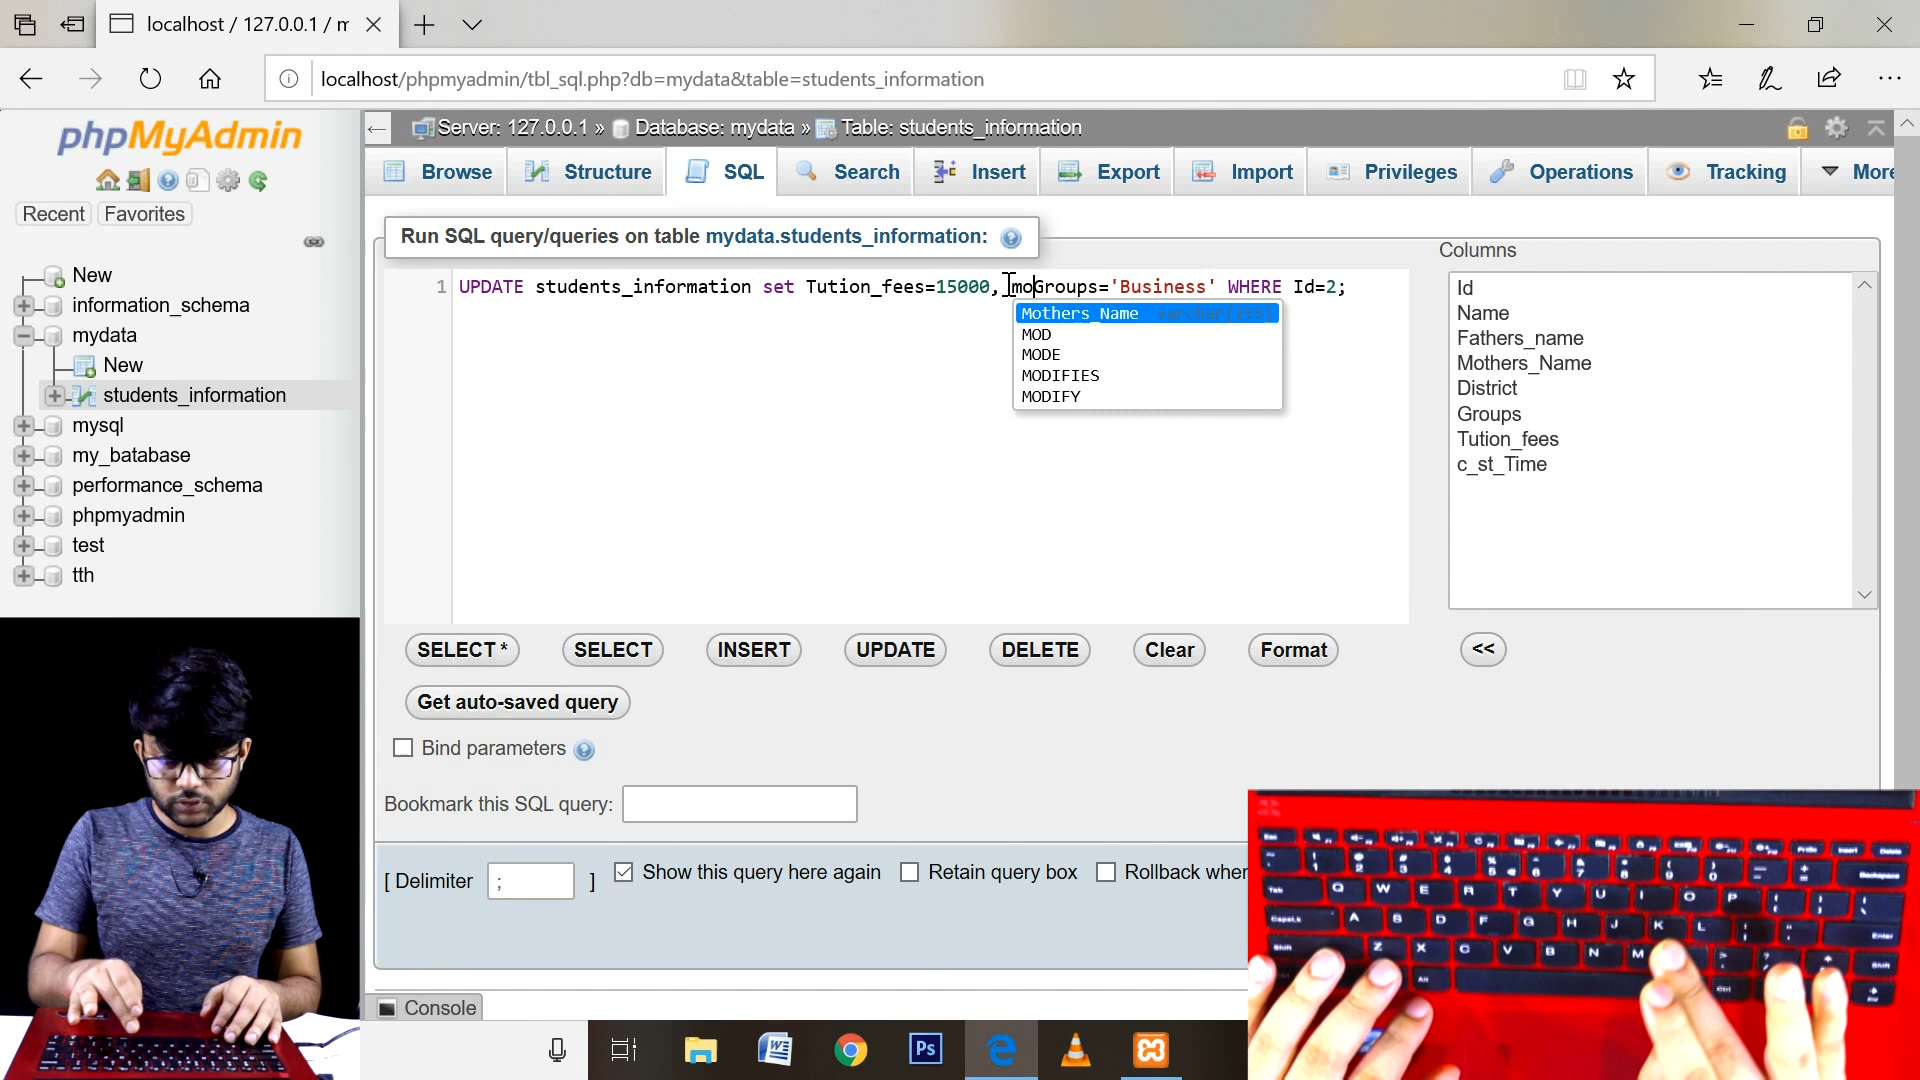 localhost / 127.0.0.1 / m
localhost/phpmyadmin/tbl_sql.php?db=mydata&table=students_information
phpMyAdmin
Recent
Favorites
New
information_schema
mydata
New
students_information
mysql
my_batabase
performance_schema
phpmyadmin
test
tth
Server: 127.0.0.1 » Database: mydata » Table: students_information
Browse
Structure
SQL
Search
Insert
Export
Import
Privileges
Operations
Tracking
More
Run SQL query/queries on table mydata.students_information:
1 UPDATE students_information set Tution_fees=15000, moGroups='Business' WHERE Id=2;
Mothers_Name varchar(255)
MOD
MODE
MODIFIES
MODIFY
Columns
Id
Name
Fathers_name
Mothers_Name
District
Groups
Tution_fees
c_st_Time
SELECT *
SELECT
INSERT
UPDATE
DELETE
Clear
Format
<<
Get auto-saved query
Bind parameters
Bookmark this SQL query:
[ Delimiter ; ]
Show this query here again
Retain query box
Rollback when
Console
W
Ps
Q W E R T Y U I O P
A S D F G H J K L
Z X C V B N M